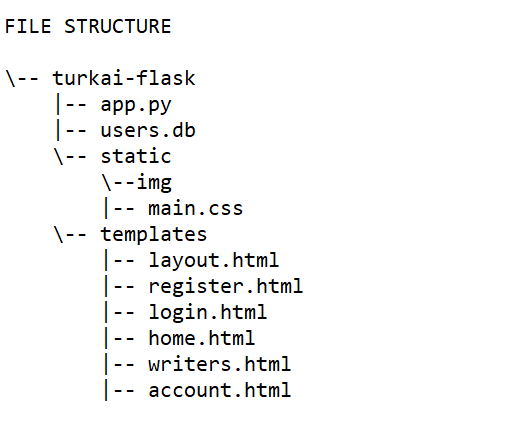 FILE STRUCTURE
\-- turkai-flask
|-- app.py
|-- users.db
\-- static
\--img
|-- main.css
\-- templates
|-- layout.html
|-- register.html
|-- login.html
|-- home.html
|-- writers.html
|-- account.html